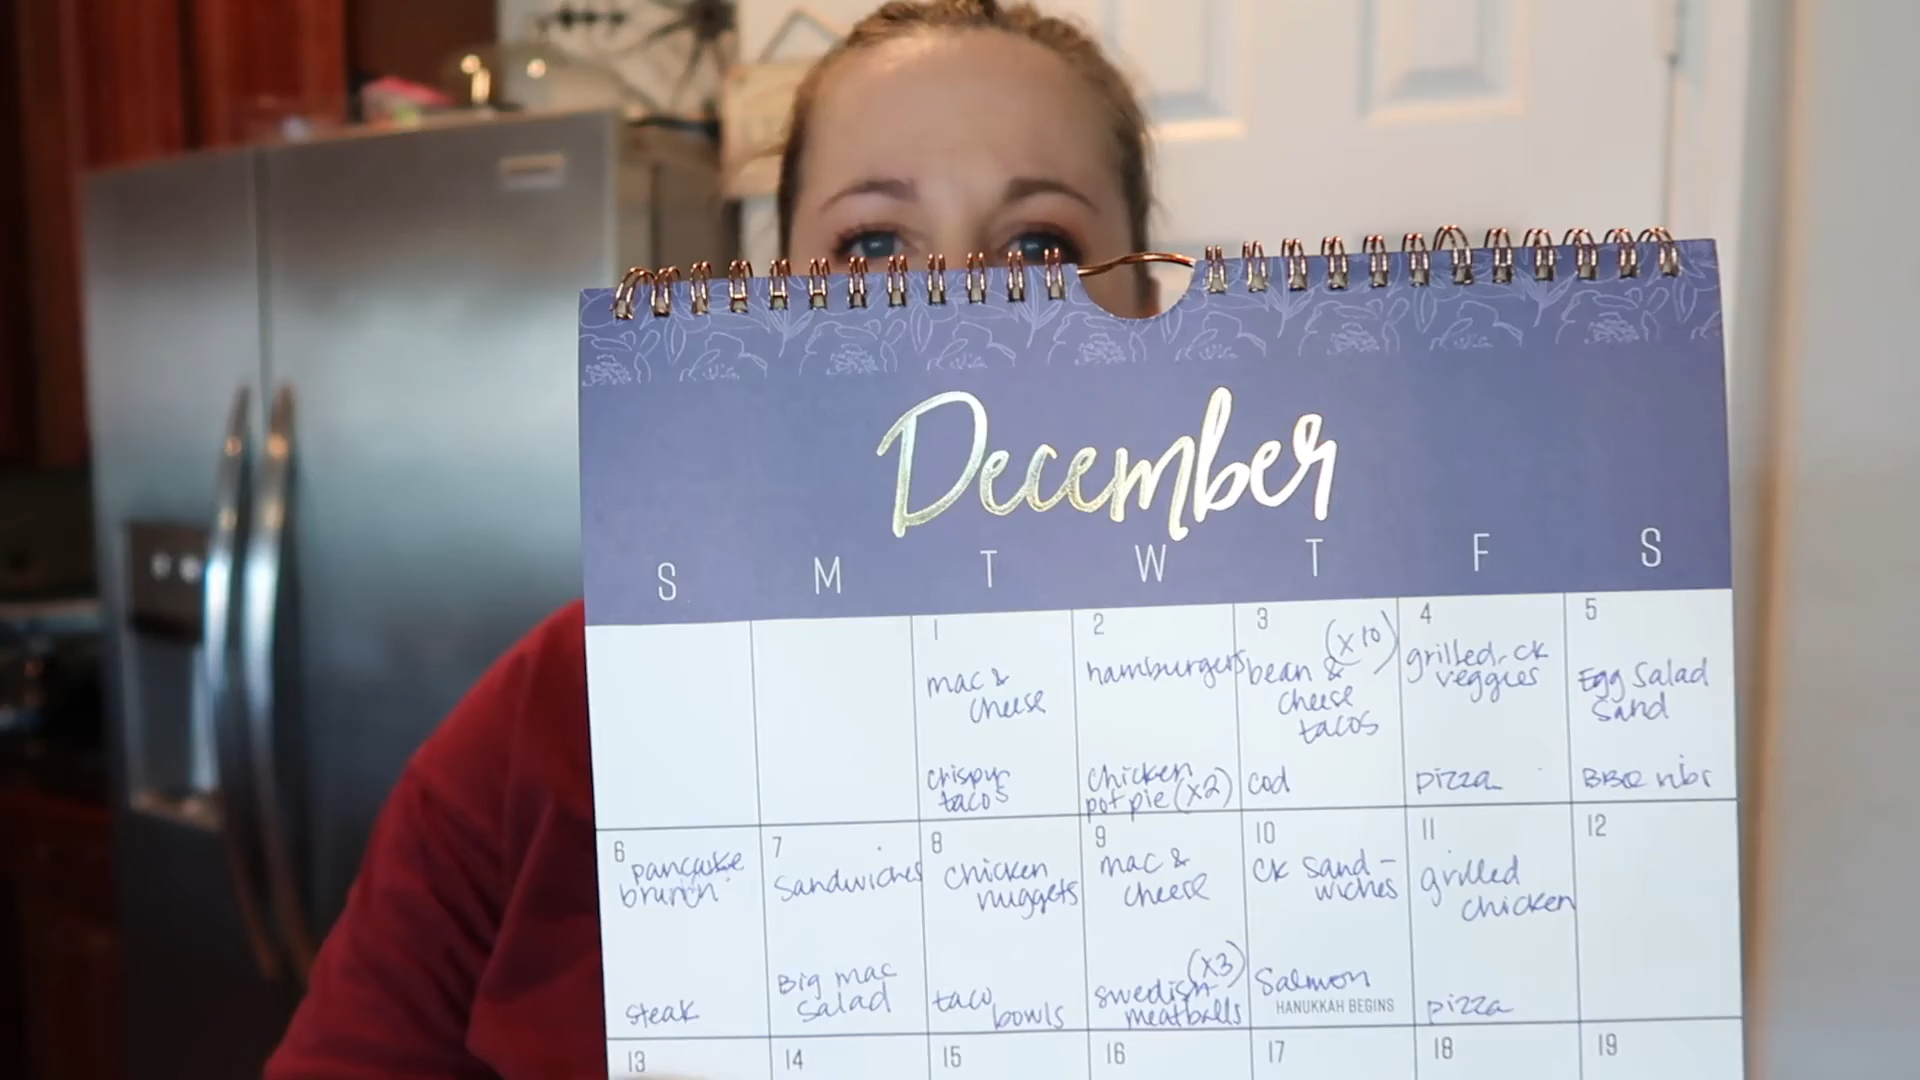 December
S M T W T F S
1 2 3 (x10) 4 5
mac &
cheese
crispy
tacos
hamburgers
chicken
pot pie (x2)
bean &
cheese
tacos
cod
grilled ck
veggies
pizza
Egg Salad
Sand
BBQ
6 7 8 9 10 11 12
pancake
brunch
steak
Sandwiches
Big mac
Salad
chicken
nuggets
taco
bowls
mac &
cheese
(x3)
swedish
meatballs
CK Sand-
wiches
Salmon
HANUKKAH BEGINS
grilled
chicken
pizza
13 14 15 16 17 18 19